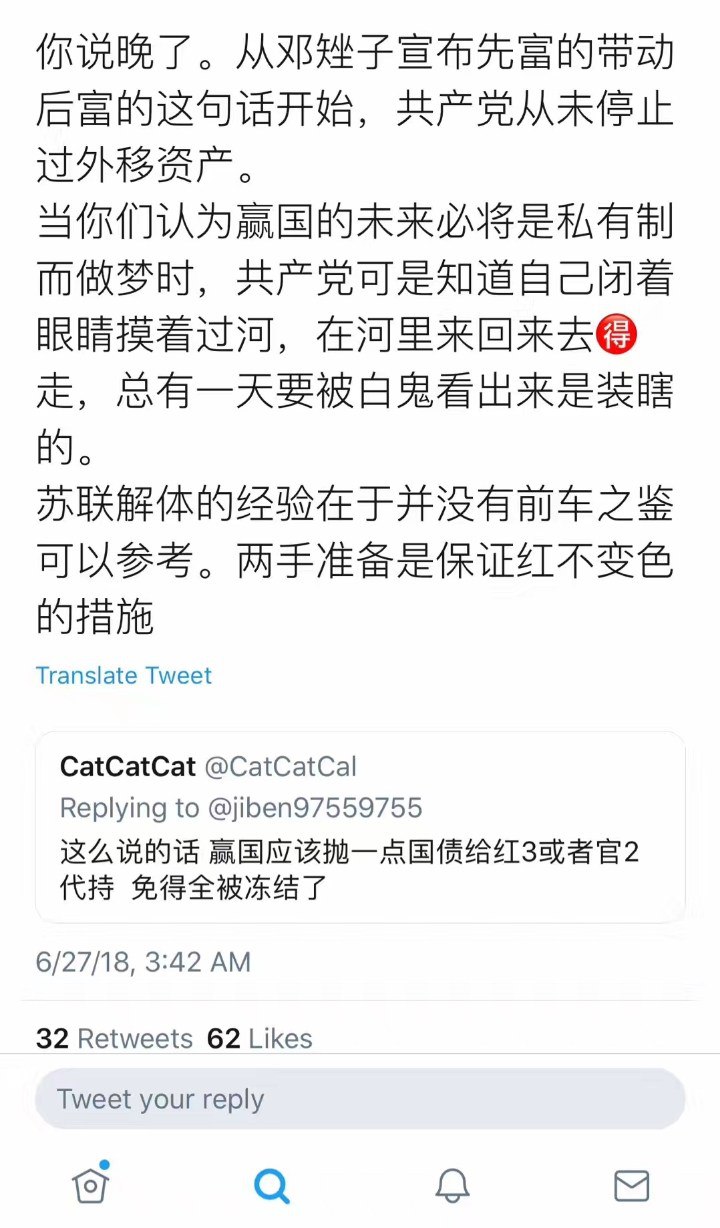 你说晚了。从邓矬子宣布先富的带动
后富的这句话开始，共产党从未停止
过外移资产。
当你们认为赢国的未来必将是私有制
而做梦时，共产党可是知道自己闭着
眼睛摸着过河，在河里来回来去🉐
走，总有一天要被白鬼看出来是装瞎
的。
苏联解体的经验在于并没有前车之鉴
可以参考。两手准备是保证红不变色
的措施
Translate Tweet
CatCatCat @CatCatCal
Replying to @jiben97559755
这么说的话 赢国应该抛一点国债给红3或者官2
代持 免得全被冻结了
6/27/18, 3:42 AM
32 Retweets 62 Likes
Tweet your reply